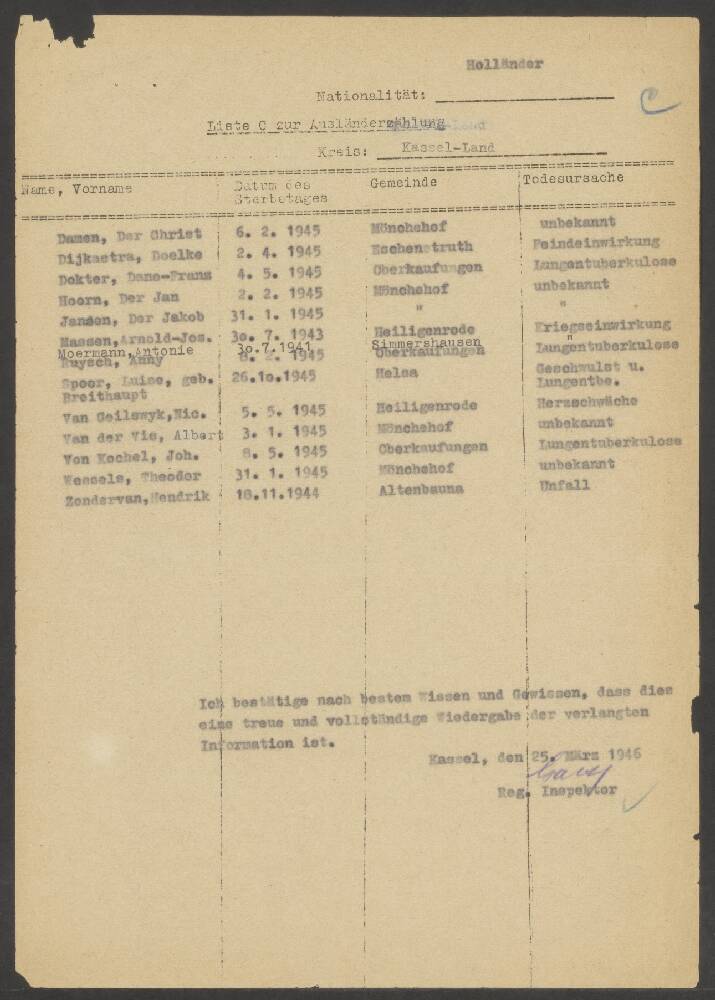 Holländer
Nationalität:
C
Liste C zur Ausländerzählung
Kreis: Kassel-Land
Name, Vorname Datum des Sterbetages Gemeinde Todesursache
Damen, Der Christ 6. 2. 1945 Mönchehof unbekannt
Dijkstra, Doelke 2. 4. 1945 Eschenstruth Feindeinwirkung
Dokter, Dane-Frans 4. 5. 1945 Oberkaufungen Lungentuberkulose
Hoorn, Der Jan 2. 2. 1945 Mönchehof unbekannt
Jansen, Der Jakob 31. 1. 1945 " "
Maasen, Arnold-Jos. 3o. 7. 1943 Heiligenrode Kriegseinwirkung
Moermann, Antonie 3o.7.1941 Simmershausen "
Ruysch, Anny 8. 2. 1945 Oberkaufungen Lungentuberkulose
Spoor, Luise, geb. 26.1o.1945 Helsa Geschwulst u.
Breithaupt Lungentbc.
Van Geilswyk,Nic. 5. 5. 1945 Heiligenrode Herzschwäche
Van der Vis, Albert 3. 1. 1945 Mönchehof unbekannt
Von Kochel, Joh. 8. 5. 1945 Oberkaufungen Lungentuberkulose
Wessels, Theodor 31. 1. 1945 Mönchehof unbekannt
Zondervan,Hendrik 18.11.1944 Altenbauna Unfall
Ich bestätige nach bestem Wissen und Gewissen, dass dies
eine treue und vollständige Wiedergabe der verlangten
Information ist.
Kassel, den 25. März 1946
Reg. Inspektor